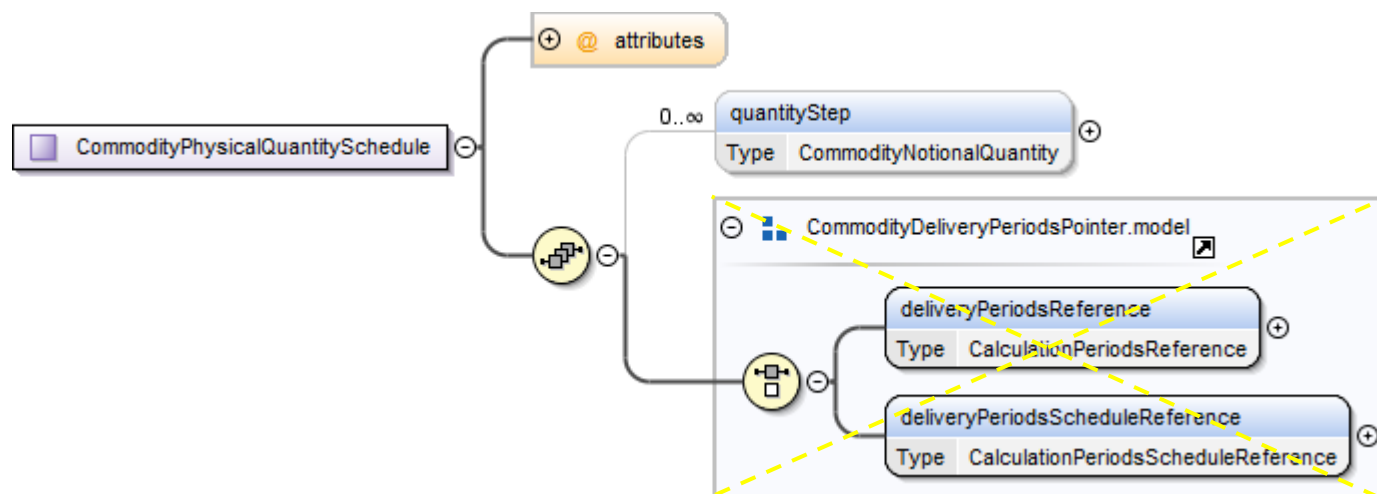 @ attributes
CommodityPhysicalQuantitySchedule
0..∞
quantityStep
Type CommodityNotionalQuantity
CommodityDeliveryPeriodsPointer.model
deliveryPeriodsReference
Type CalculationPeriodsReference
deliveryPeriodsScheduleReference
Type CalculationPeriodsScheduleReference